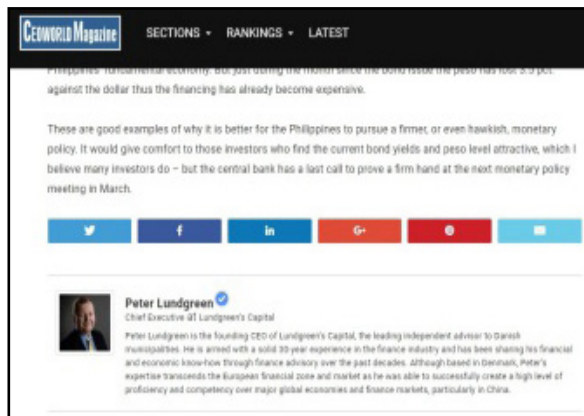 CEOWORLD Magazine SECTIONS RANKINGS LATEST
Philippines' fundamental economy. But just during the month since the bond issue the peso has lost 3.5 pct.
against the dollar thus the financing has already become expensive.
These are good examples of why it is better for the Philippines to pursue a firmer, or even hawkish, monetary
policy. It would give comfort to those investors who find the current bond yields and peso level attractive, which I
believe many investors do – but the central bank has a last call to prove a firm hand at the next monetary policy
meeting in March.
f in G+
Peter Lundgreen
Chief Executive at Lundgreen's Capital
Peter Lundgreen is the founding CEO of Lundgreen's Capital, the leading independent advisor to Danish
municipalities. He is armed with a solid 30-year experience in the finance industry and has been sharing his financial
and economic know-how through finance advisory over the past decades. Although based in Denmark, Peter's
expertise transcends the European financial zone and market as he was able to successfully create a high level of
proficiency and competency over major global economies and finance markets, particularly in China.